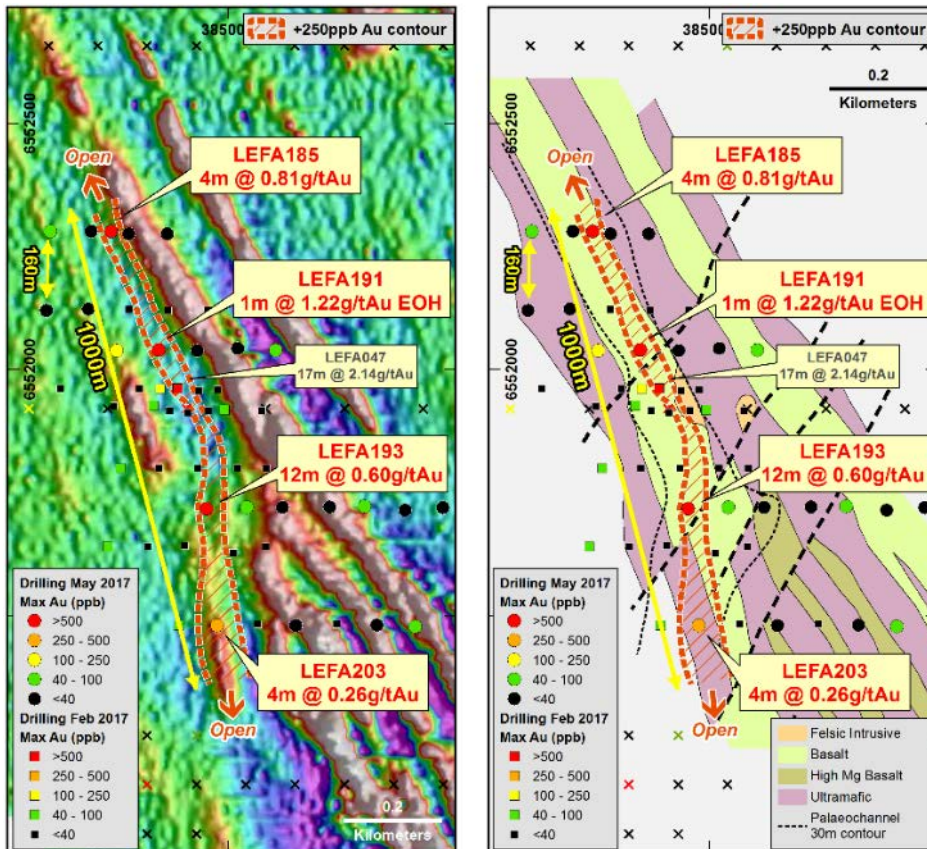 38500
+250ppb Au contour
6552500
Open
LEFA185
4m @ 0.81g/tAu
160m
LEFA191
1m @ 1.22g/tAu EOH
1000m
6552000
LEFA047
17m @ 2.14g/tAu
LEFA193
12m @ 0.60g/tAu
LEFA203
4m @ 0.26g/tAu
Open
Drilling May 2017
Max Au (ppb)
>500
250 - 500
100 - 250
40 - 100
<40
Drilling Feb 2017
Max Au (ppb)
>500
250 - 500
100 - 250
40 - 100
<40
0.2
Kilometers
38500
+250ppb Au contour
0.2
Kilometers
6552500
Open
LEFA185
4m @ 0.81g/tAu
160m
LEFA191
1m @ 1.22g/tAu EOH
1000m
6552000
LEFA047
17m @ 2.14g/tAu
LEFA193
12m @ 0.60g/tAu
LEFA203
4m @ 0.26g/tAu
Open
Drilling May 2017
Max Au (ppb)
>500
250 - 500
100 - 250
40 - 100
<40
Drilling Feb 2017
Max Au (ppb)
>500
250 - 500
100 - 250
40 - 100
<40
Felsic Intrusive
Basalt
High Mg Basalt
Ultramafic
Palaeochannel
30m contour